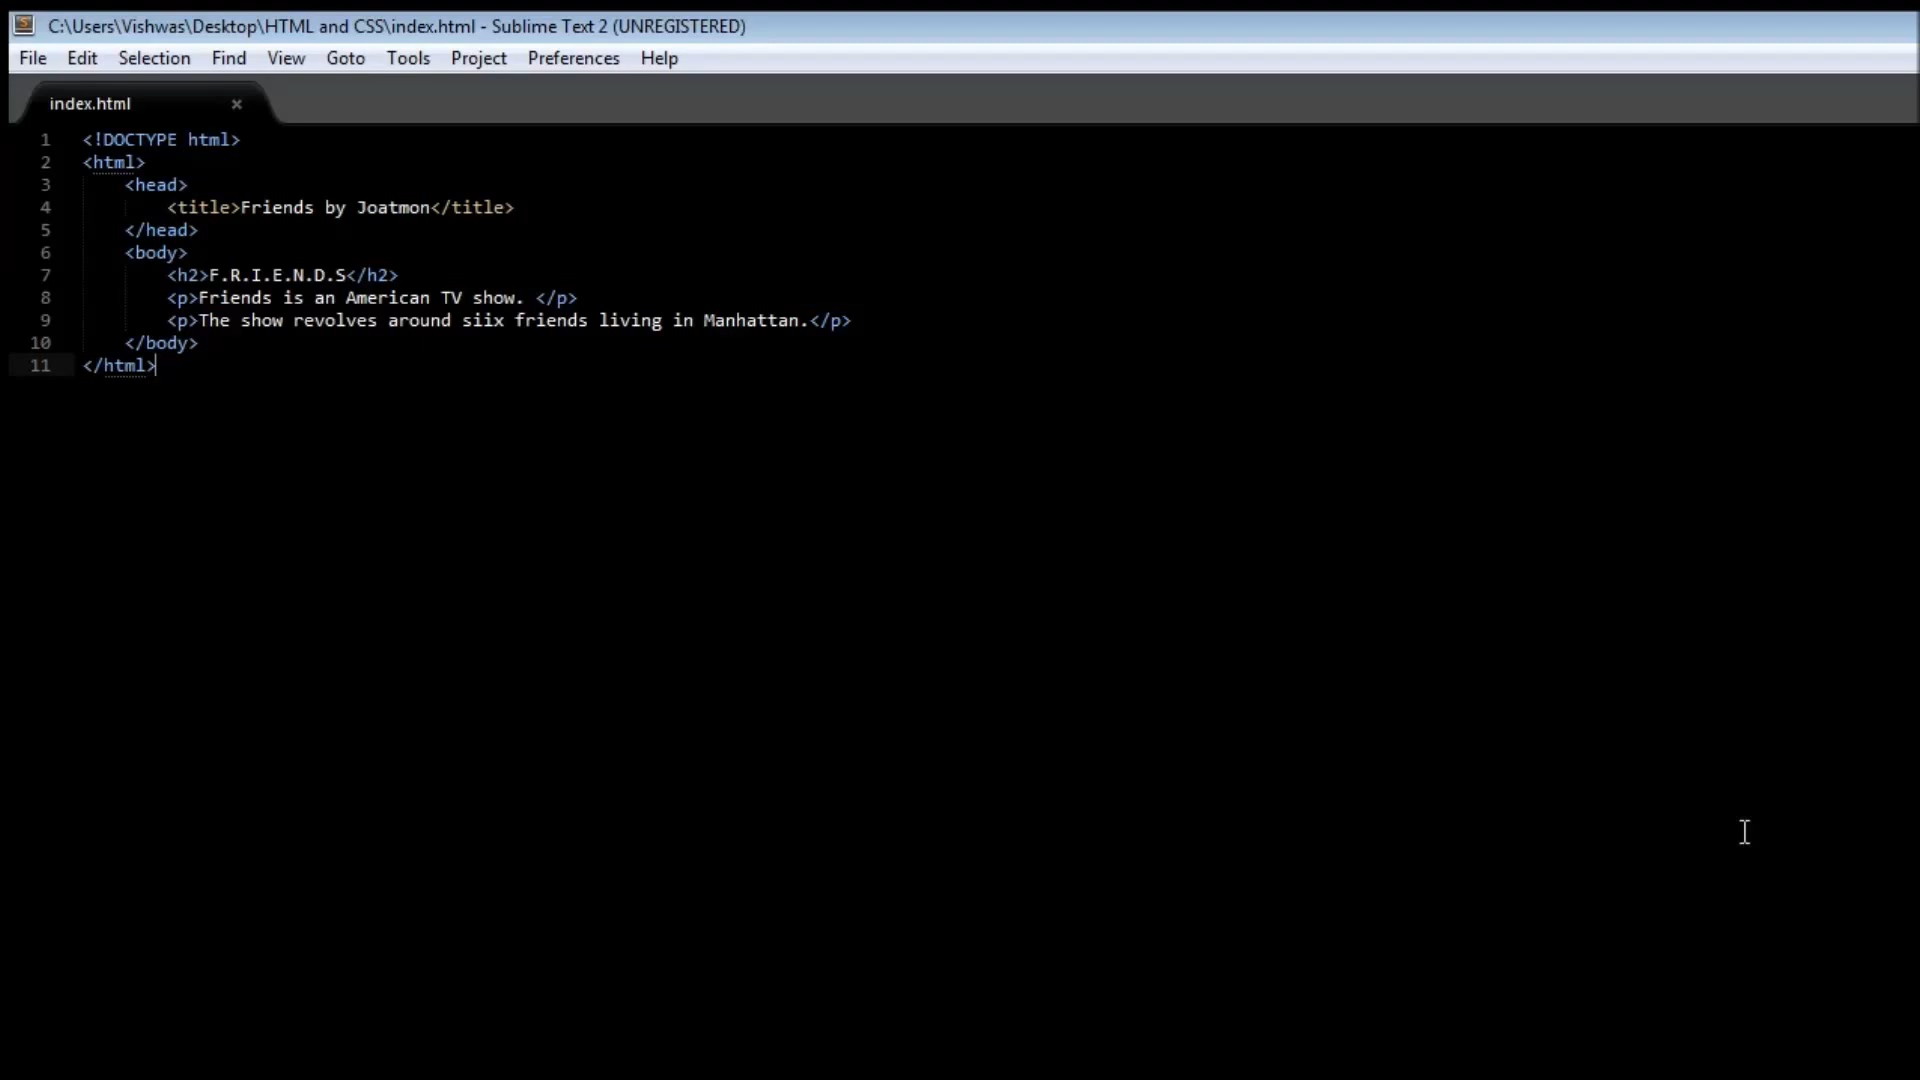 C:\Users\Vishwas\Desktop\HTML and CSS\index.html - Sublime Text 2 (UNREGISTERED)
File Edit Selection Find View Goto Tools Project Preferences Help
index.html ×
1 <!DOCTYPE html>
2 <html>
3 <head>
4 <title>Friends by Joatmon</title>
5 </head>
6 <body>
7 <h2>F.R.I.E.N.D.S</h2>
8 <p>Friends is an American TV show. </p>
9 <p>The show revolves around siix friends living in Manhattan.</p>
10 </body>
11 </html>